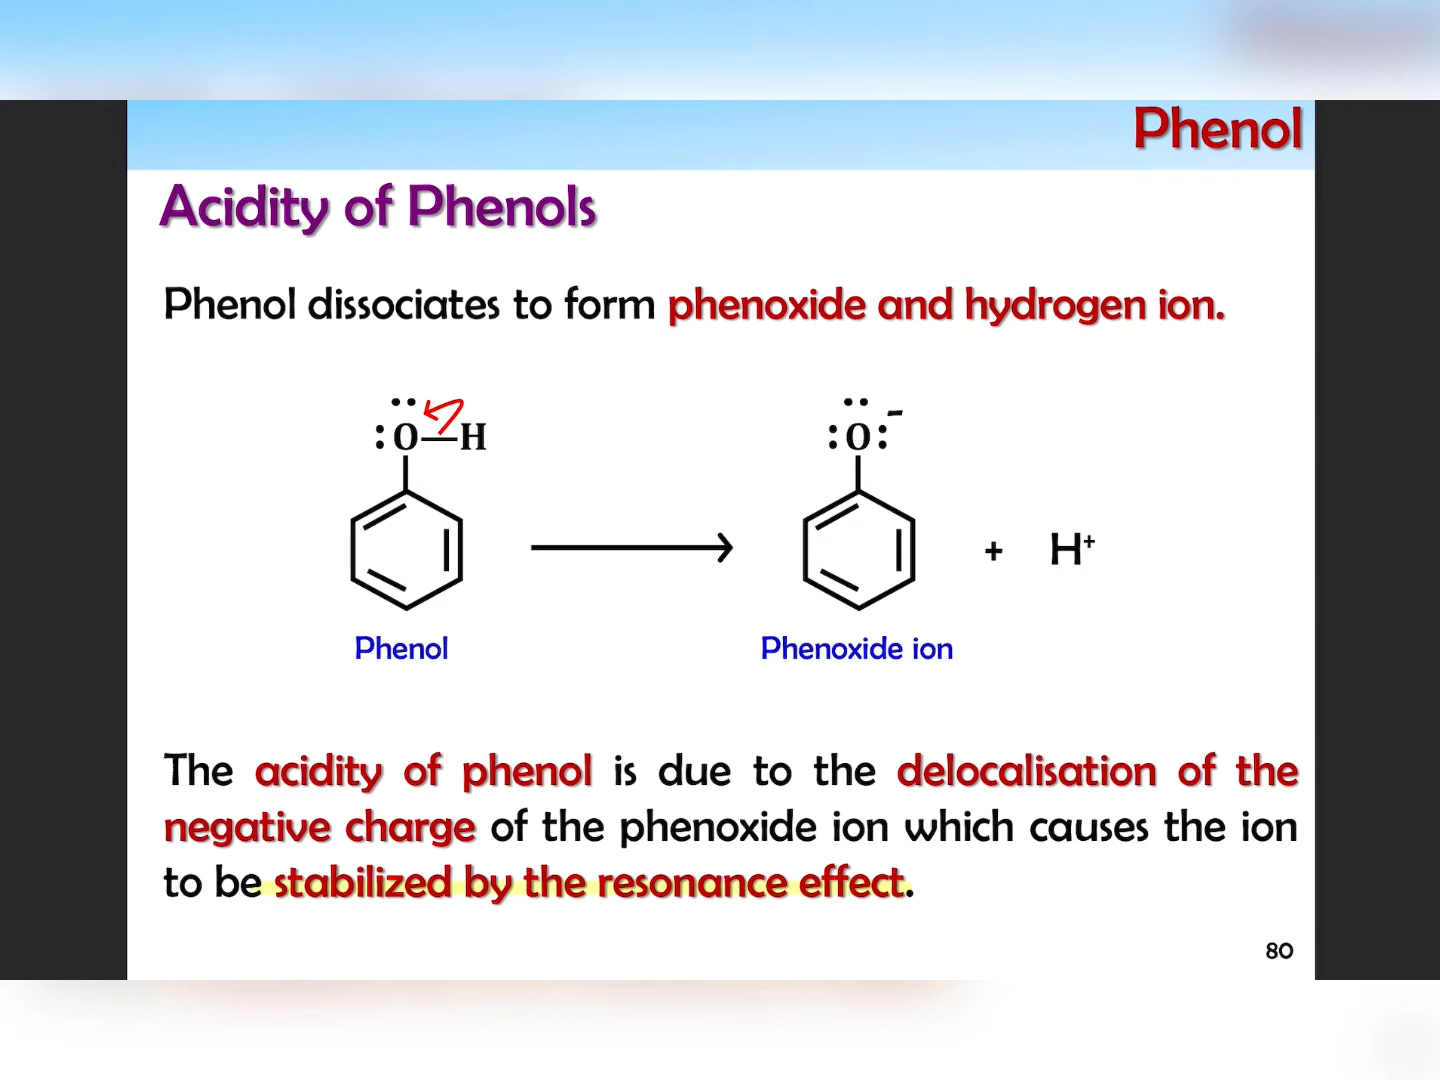 Phenol
Acidity of Phenols
Phenol dissociates to form phenoxide and hydrogen ion.
:O—H
:O:-
+ H+
Phenol
Phenoxide ion
The acidity of phenol is due to the delocalisation of the
negative charge of the phenoxide ion which causes the ion
to be stabilized by the resonance effect.
80